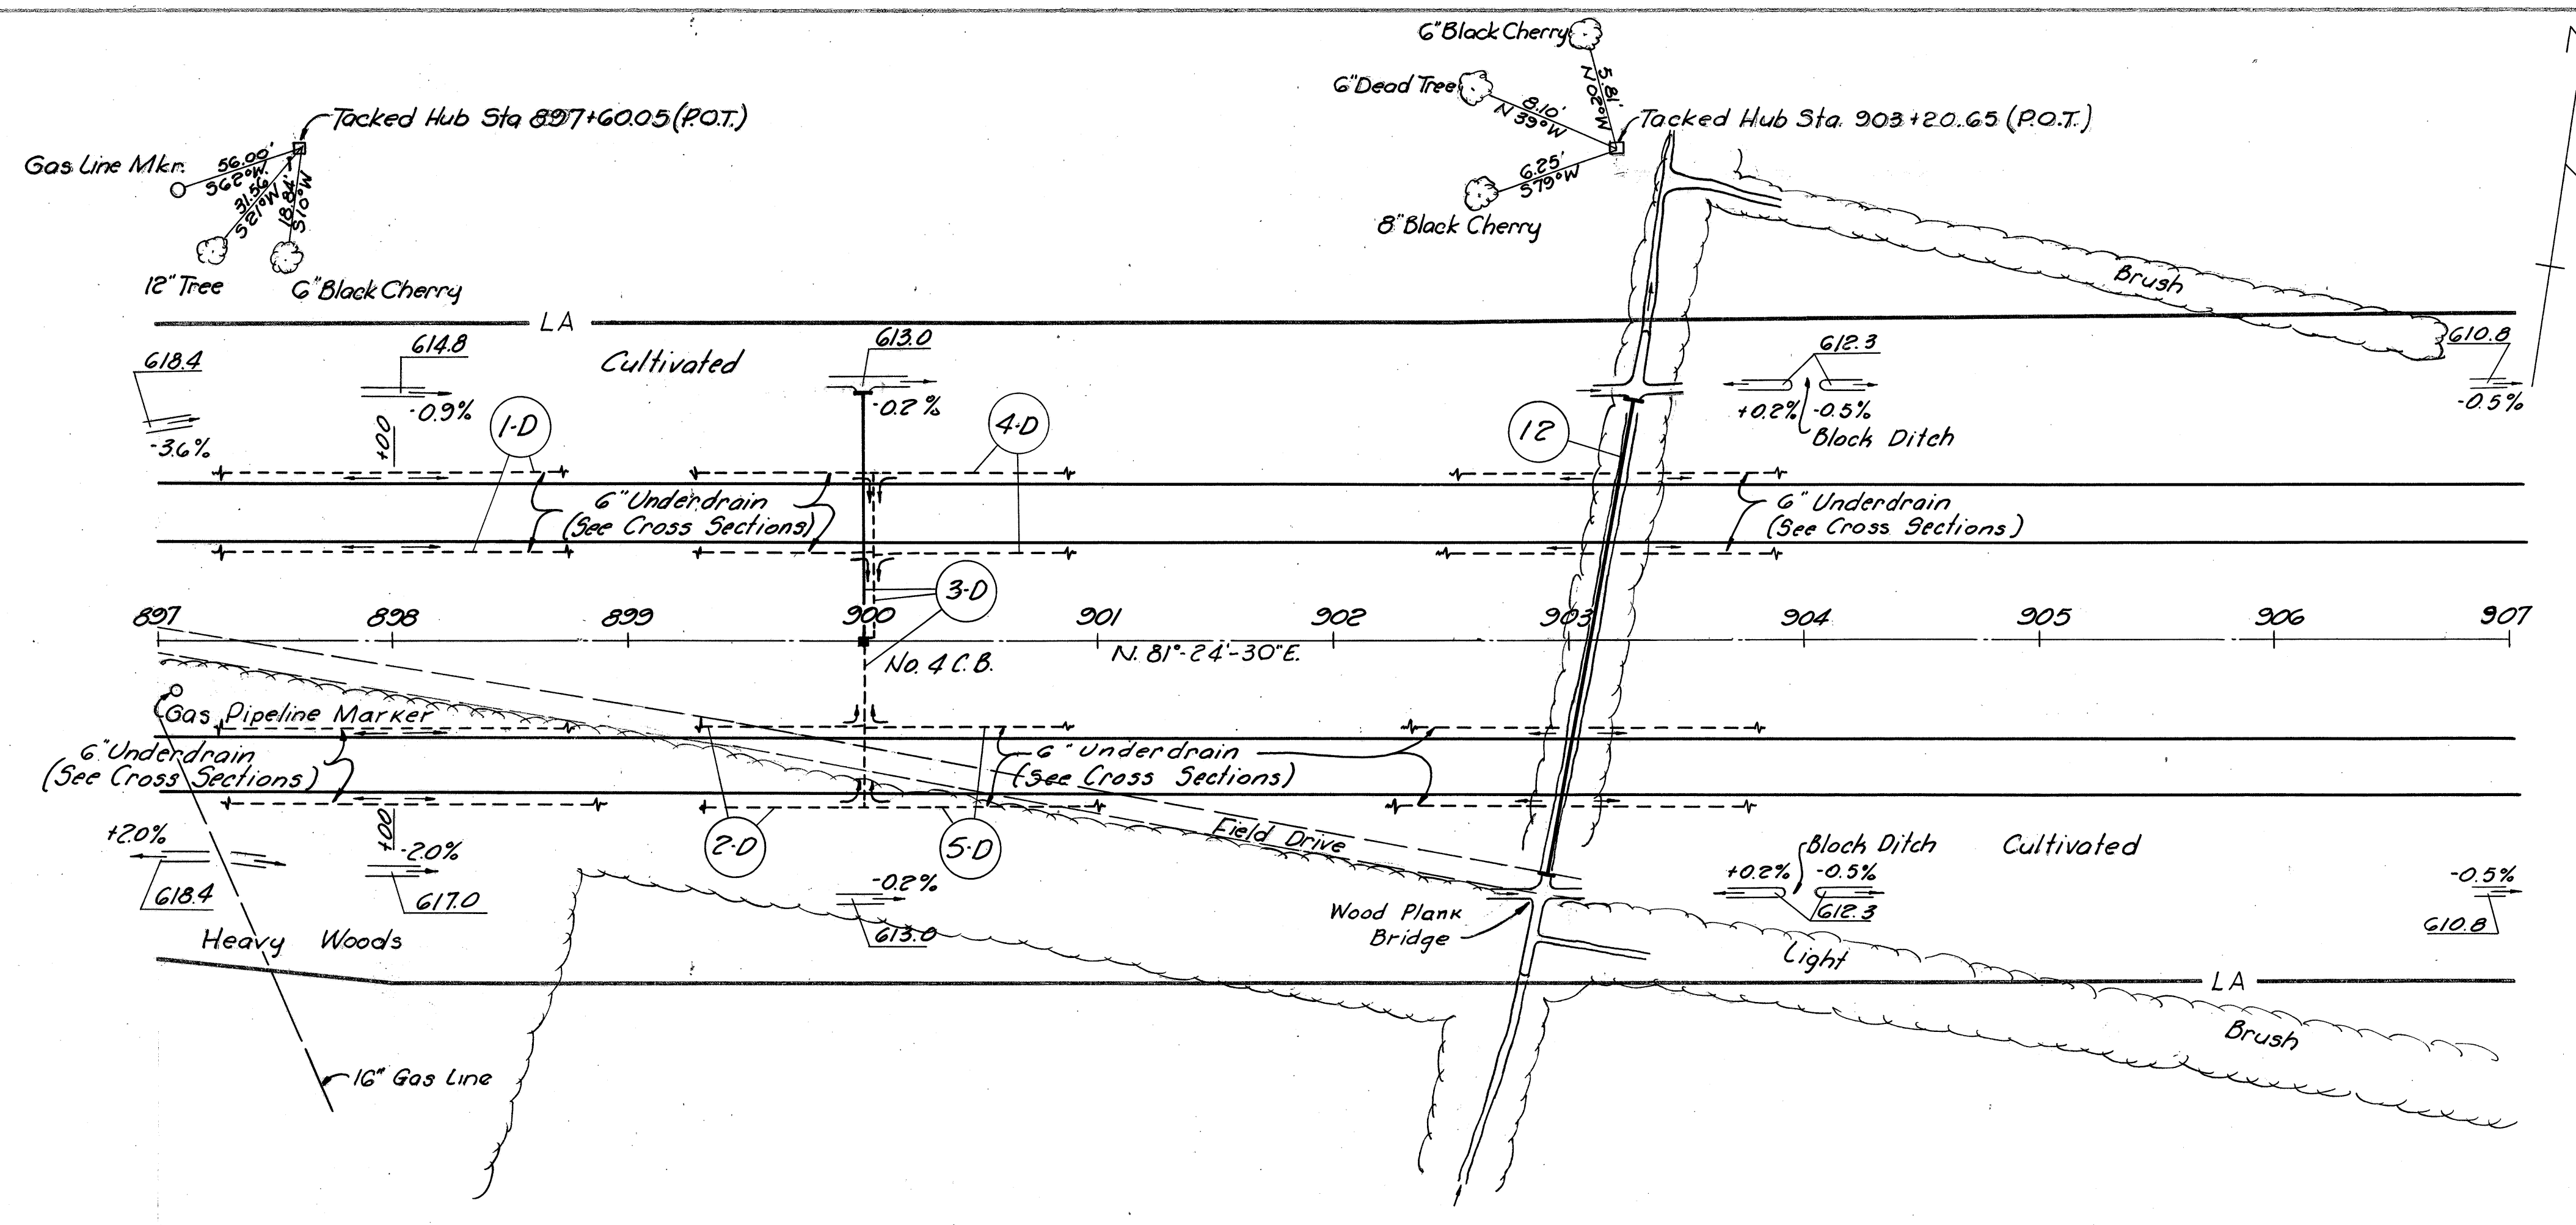 6" Black Cherry
6" Dead Tree
5.81'
N 02° W
8.10'
N 39° W
Tacked Hub Sta 897+60.05 (P.O.T.)
Tacked Hub Sta. 903+20.65 (P.O.T.)
Gas Line Mkr.
56.00'
S62°W.
31.56'
S21°W
18.84'
S10°W
6.25'
S79°W
8" Black Cherry
12" Tree
6" Black Cherry
Brush
LA
618.4
614.8
Cultivated
613.0
612.3
610.8
-3.6%
-0.9%
+00
-0.2%
+0.2%
-0.5%
Block Ditch
-0.5%
1-D
4-D
12
6" Underdrain
(See Cross Sections)
6" Underdrain
(See Cross Sections)
3-D
897
898
899
900
901
902
903
904
905
906
907
No. 4 C.B.
N. 81°-24'-30"E.
Gas Pipeline Marker
6" Underdrain
(See Cross Sections)
6" Underdrain
(See Cross Sections)
2-D
5-D
Field Drive
+2.0%
618.4
+00
-2.0%
617.0
-0.2%
613.0
Block Ditch
Cultivated
+0.2%
-0.5%
612.3
-0.5%
610.8
Wood Plank
Bridge
Heavy Woods
Light
Brush
LA
16" Gas Line